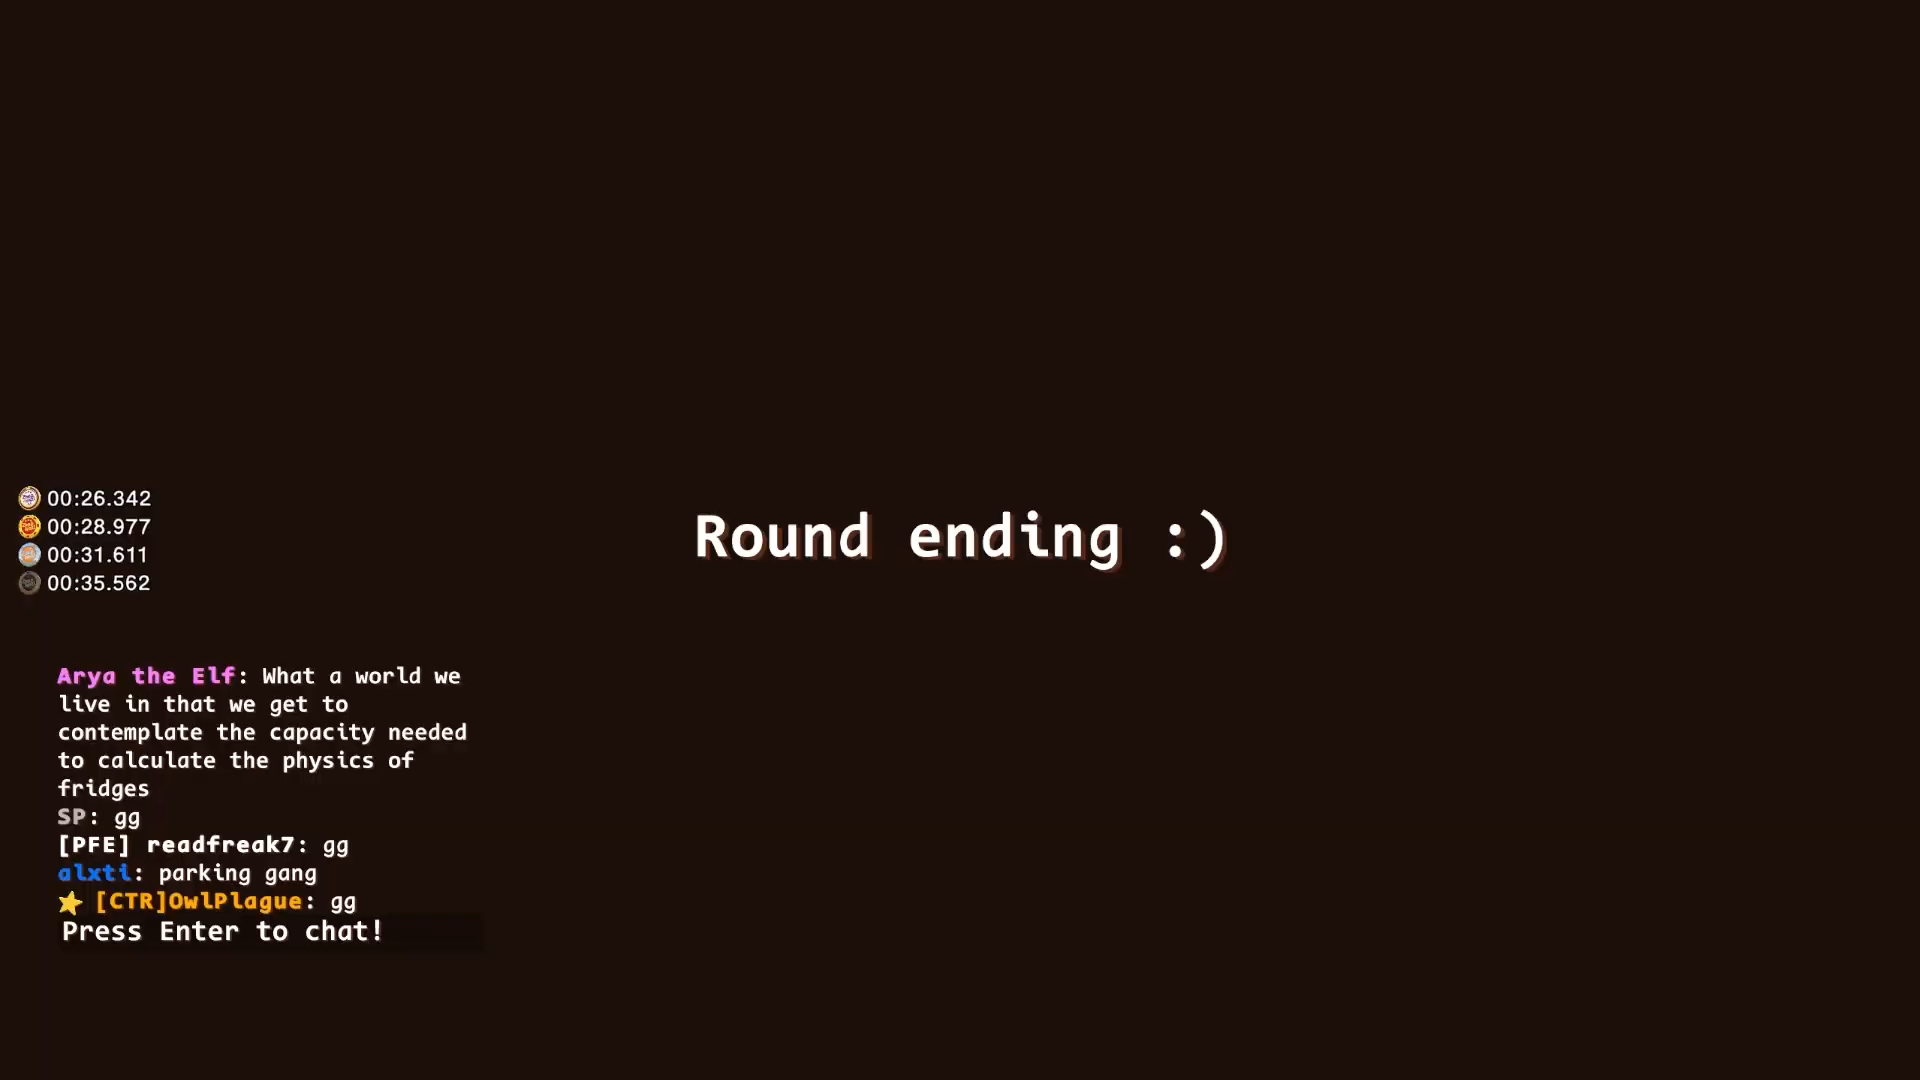 00:26.342
00:28.977
00:31.611
00:35.562
Round ending :)
Arya the Elf: What a world we
live in that we get to
contemplate the capacity needed
to calculate the physics of
fridges
SP: gg
[PFE] readfreak7: gg
alxti: parking gang
[CTR]OwlPlague: gg
Press Enter to chat!